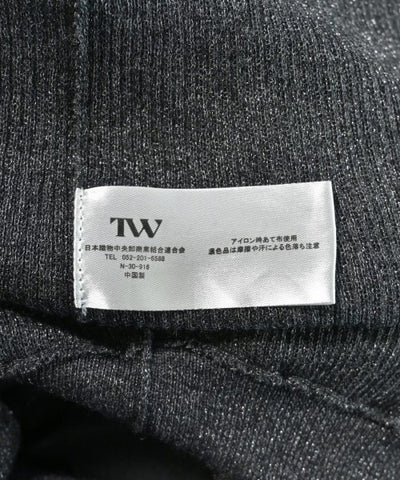 TW
日本織物中央卸商業組合連合会
TEL 052-201-6588
N-30-916
中国製
アイロン時あて布使用
濃色品は摩擦や汗による色落ち注意